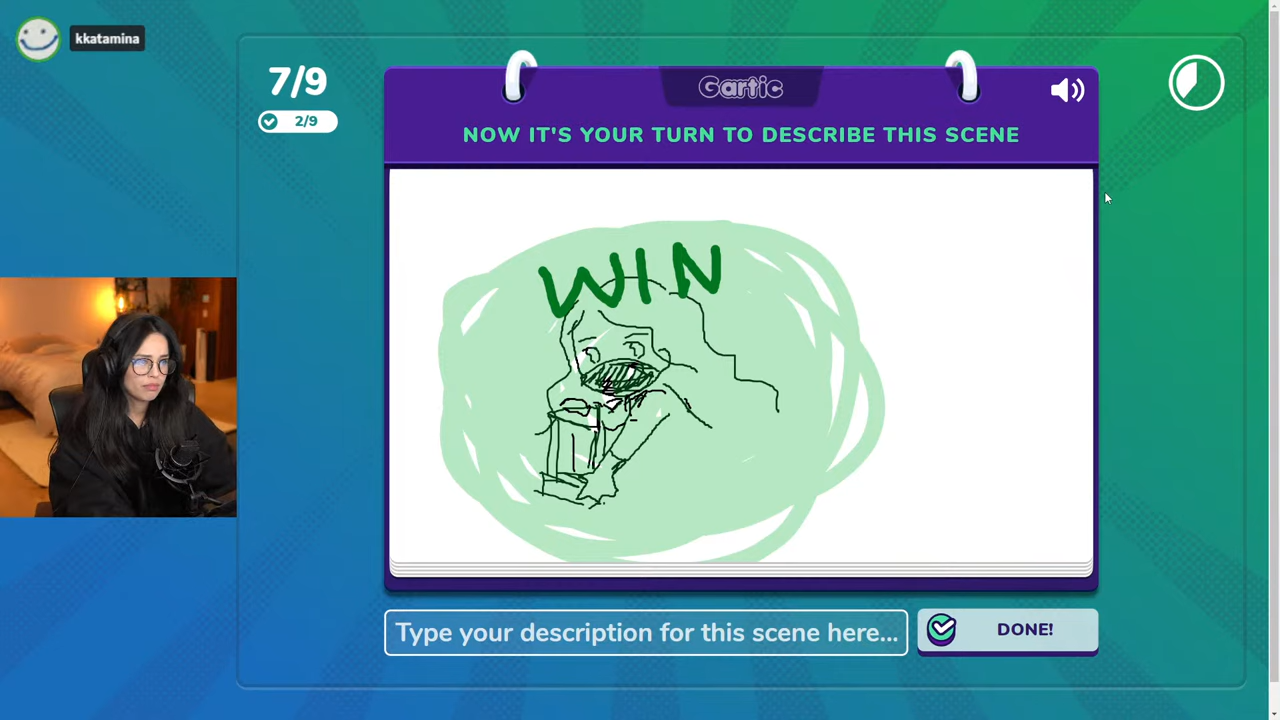 kkatamina
7/9
2/9
Gartic
NOW IT'S YOUR TURN TO DESCRIBE THIS SCENE
WIN
Type your description for this scene here...
DONE!